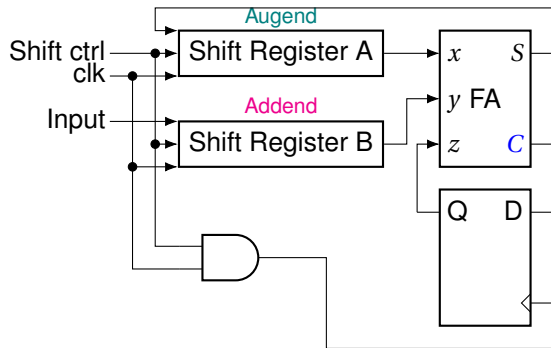 Augend
Shift ctrl
Shift Register A
x
S
clk
Addend
y
FA
Input
Shift Register B
z
C
Q
D